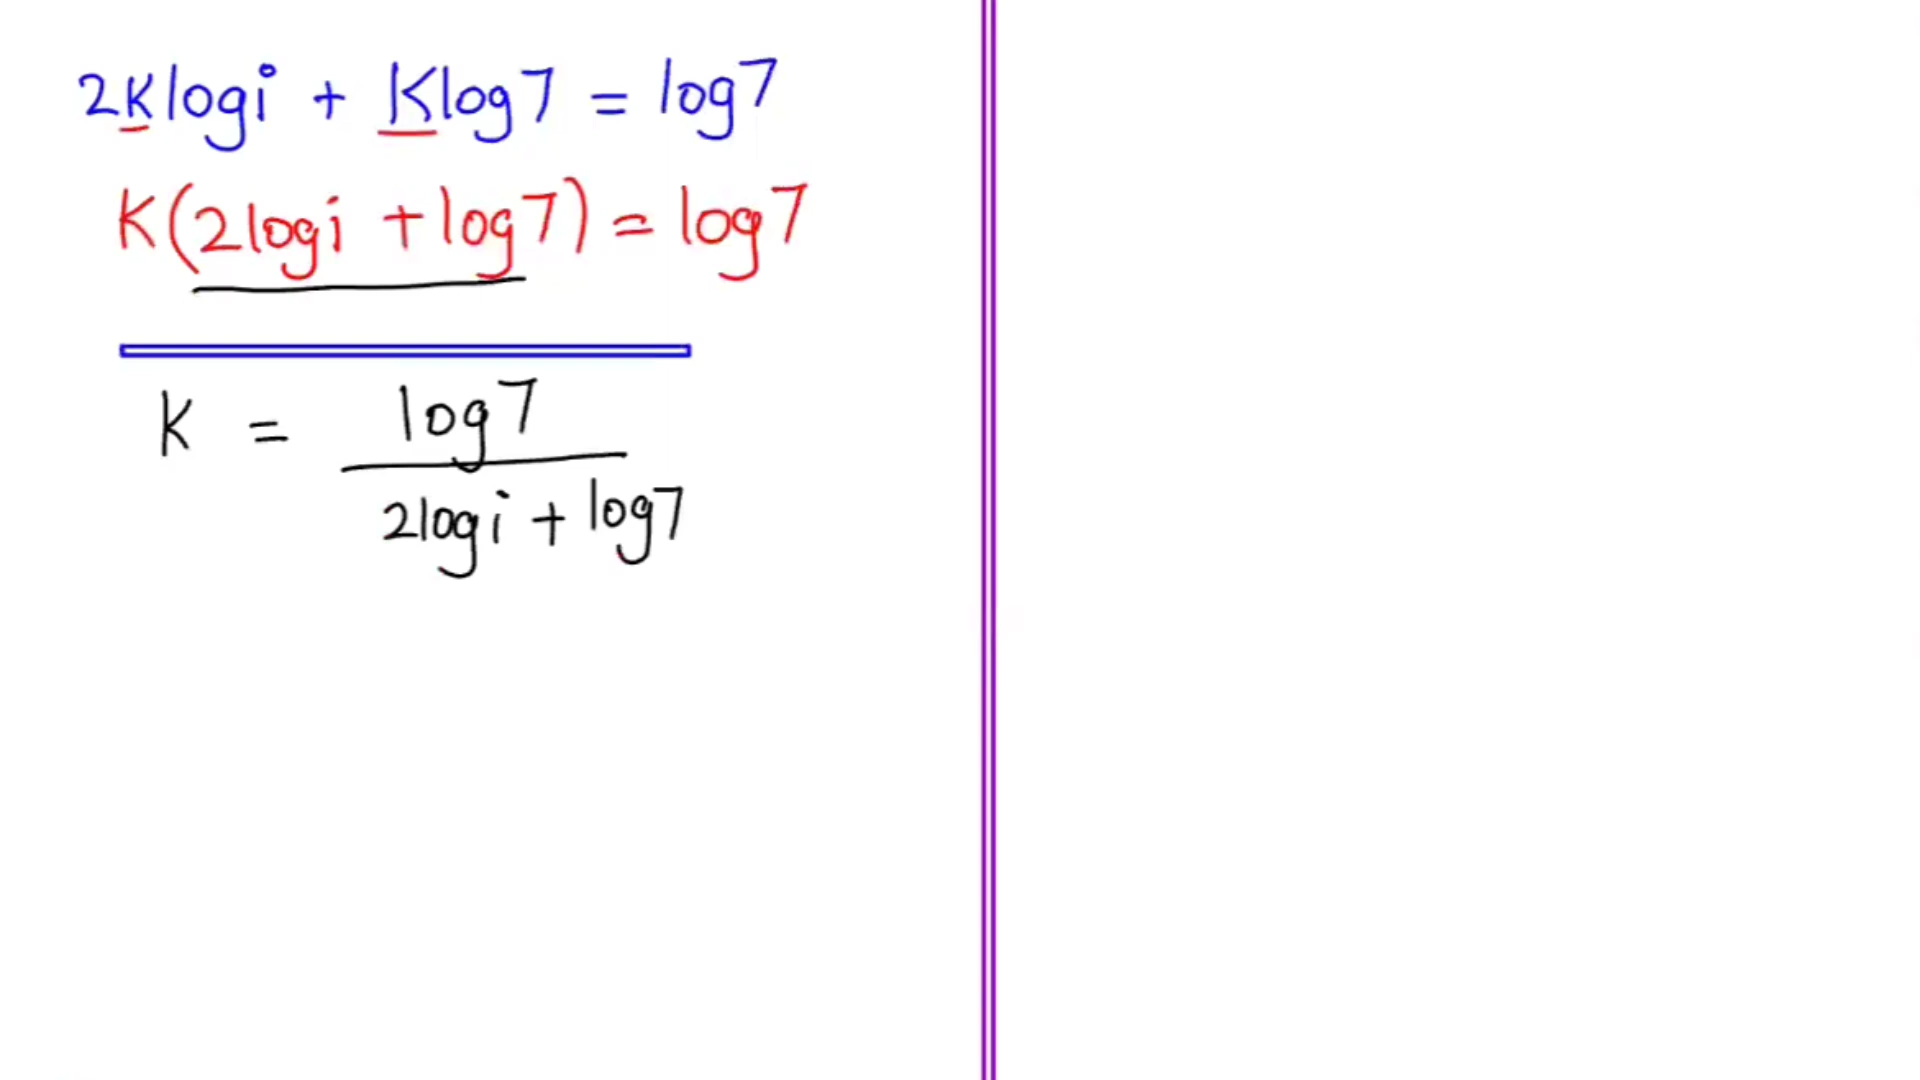 2klogi + Klog7 = log7
K(2logi + log7) = log7
K = log7
2logi + log7